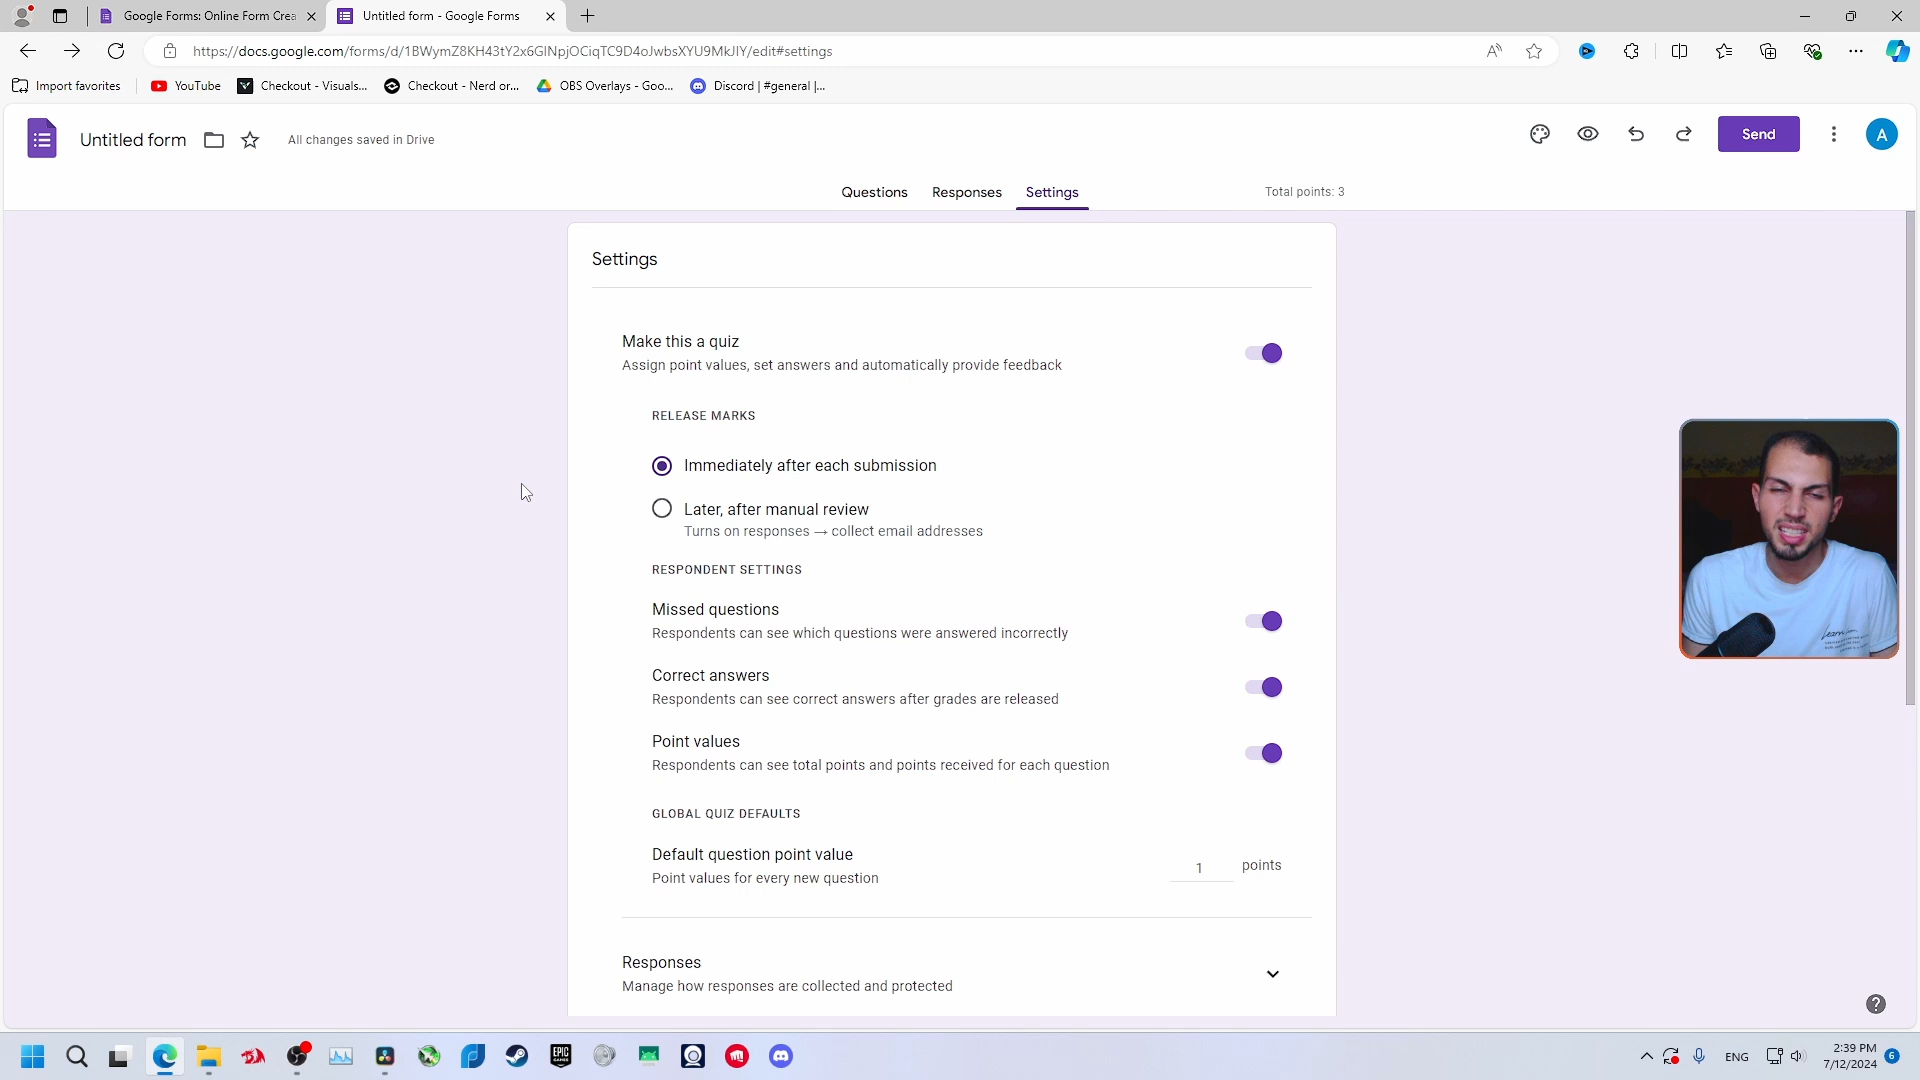 Google Forms: Online Form Crea
Untitled form - Google Forms
https://docs.google.com/forms/d/1BWymZ8KH43tY2x6GlNpjOCiqTC9D4oJwbsXYU9MkJIY/edit#settings
Import favorites
YouTube
Checkout - Visuals...
Checkout - Nerd or...
OBS Overlays - Goo...
Discord | #general |...
Untitled form
All changes saved in Drive
Send
A
Questions
Responses
Settings
Total points: 3
Settings
Make this a quiz
Assign point values, set answers and automatically provide feedback
RELEASE MARKS
Immediately after each submission
Later, after manual review
Turns on responses → collect email addresses
RESPONDENT SETTINGS
Missed questions
Respondents can see which questions were answered incorrectly
Correct answers
Respondents can see correct answers after grades are released
Point values
Respondents can see total points and points received for each question
GLOBAL QUIZ DEFAULTS
Default question point value
Point values for every new question
1 points
Responses
Manage how responses are collected and protected
EPIC GAMES
ENG
2:39 PM
7/12/2024
6